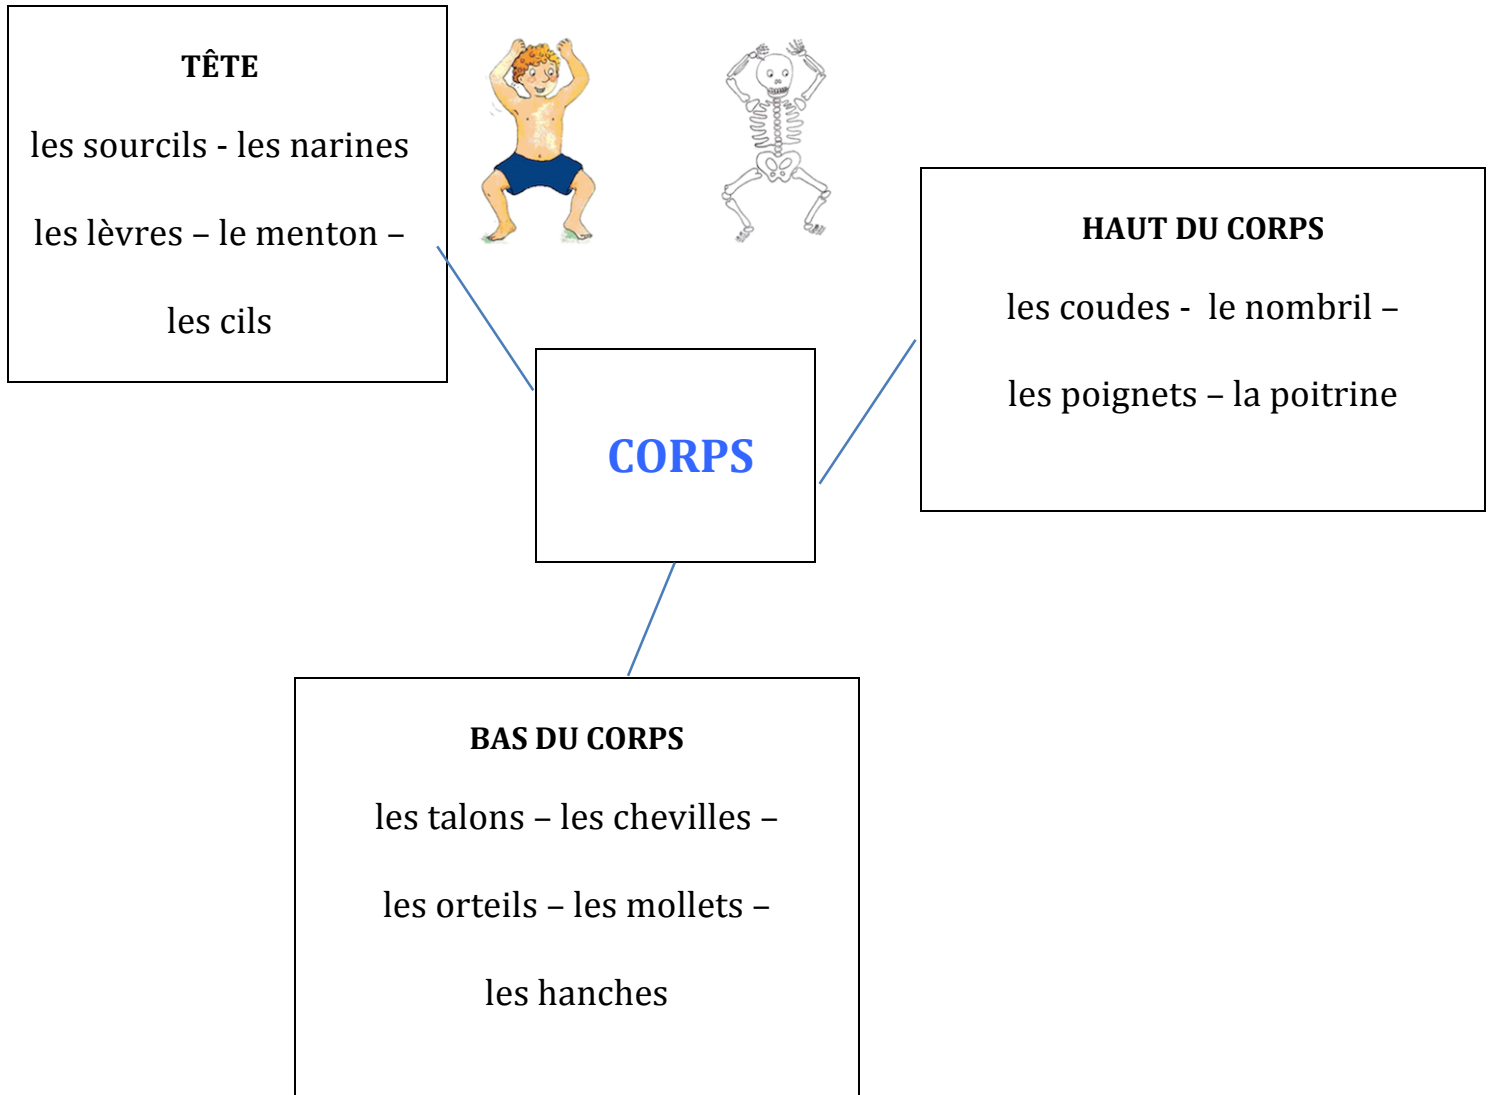 TÊTE
les sourcils - les narines
les lèvres – le menton –
les cils
HAUT DU CORPS
les coudes - le nombril –
les poignets – la poitrine
CORPS
BAS DU CORPS
les talons – les chevilles –
les orteils – les mollets –
les hanches